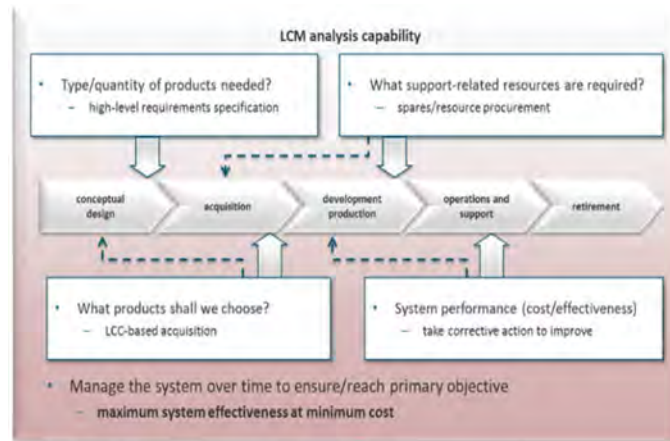 LCM analysis capability
• Type/quantity of products needed?
– high-level requirements specification
• What support-related resources are required?
– spares/resource procurement
conceptual
design
acquisition
development
production
operations and
support
retirement
• What products shall we choose?
– LCC-based acquisition
• System performance (cost/effectiveness)
– take corrective action to improve
• Manage the system over time to ensure/reach primary objective
– maximum system effectiveness at minimum cost